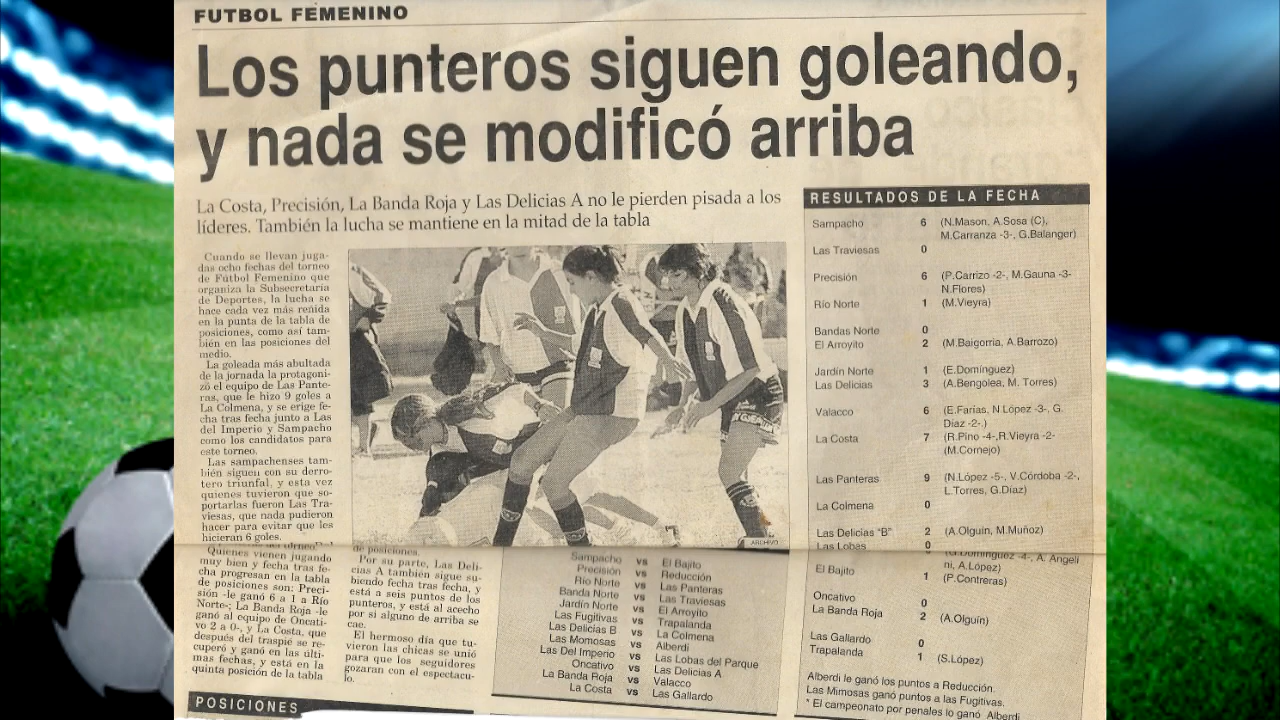 FUTBOL FEMENINO
Los punteros siguen goleando,
y nada se modificó arriba
La Costa, Precisión, La Banda Roja y Las Delicias A no le pierden pisada a los
líderes. También la lucha se mantiene en la mitad de la tabla
Cuando se llevan juga-
das ocho fechas del torneo
de Fútbol Femenino que
organiza la Subsecretaría
de Deportes, la lucha se
hace cada vez más reñida
en la punta de la tabla de
posiciones, como así tam-
bién en las posiciones del
medio.
La goleada más abultada
de la jornada la protagoni-
zó el equipo de Las Pante-
ras, que le hizo 9 goles a
La Colmena, y se erige fe-
cha tras fecha junto a Las
del Imperio y Sampacho
como los candidatos para
este torneo.
Las sampachenses tam-
bién siguen con su derro-
tero triunfal, y esta vez
quienes tuvieron que so-
portarlas fueron Las Tra-
viesas, que nada pudieron
hacer para evitar que les
hicieran 6 goles.
Quienes vienen jugando
muy bien y fecha tras fe-
cha progresan en la tabla
de posiciones son: Preci-
sión -le ganó 6 a 1 a Río
Norte-; La Banda Roja -le
ganó al equipo de Oncati-
vo 2 a 0-, y La Costa, que
después del traspié se re-
cuperó y ganó en las últi-
mas fechas, y está en la
quinta posición de la tabla
de posiciones.
Por su parte, Las Deli-
cias A también sigue su-
biendo fecha tras fecha, y
está a seis puntos de los
punteros, y está al acecho
por si alguno de arriba se
cae.
El hermoso día que tu-
vieron las chicas se unió
para que los seguidores
gozaran con el espectácu-
lo.
ARCHIVO
Sampacho vs El Bajito
Precisión vs Reducción
Río Norte vs Las Panteras
Banda Norte vs Las Traviesas
Jardín Norte vs El Arroyito
Las Fugitivas vs Trapalanda
Las Delicias B vs La Colmena
Las Momosas vs Alberdi
Las Del Imperio vs Las Lobas del Parque
Oncativo vs Las Delicias A
La Banda Roja vs Valacco
La Costa vs Las Gallardo
RESULTADOS DE LA FECHA
Sampacho 6 (N.Mason, A.Sosa (C),
M.Carranza -3-, G.Balanger)
Las Traviesas 0
Precisión 6 (P.Carrizo -2-, M.Gauna -3-
N.Flores)
Río Norte 1 (M.Vieyra)
Bandas Norte 0
El Arroyito 2 (M.Baigorria, A.Barrozo)
Jardín Norte 1 (E.Domínguez)
Las Delicias 3 (A.Bengolea, M. Torres)
Valacco 6 (E.Farias, N.López -3-, G.
Díaz -2-.)
La Costa 7 (R.Pino -4-,R.Vieyra -2-
(M.Cornejo)
Las Panteras 9 (N.López -5-, V.Córdoba -2-,
L.Torres, G.Díaz)
La Colmena 0
Las Delicias "B" 2 (A.Olguin, M.Muñoz)
Las Lobas 0
(G.Domínguez -4-, A. Angeli
ni, A.López)
El Bajito 1 (P.Contreras)
Oncativo 0
La Banda Roja 2 (A.Olguín)
Las Gallardo 0
Trapalanda 1 (S.López)
Alberdi le ganó los puntos a Reducción.
Las Mimosas ganó puntos a las Fugitivas.
* El campeonato por penales lo ganó Alberdi
POSICIONES